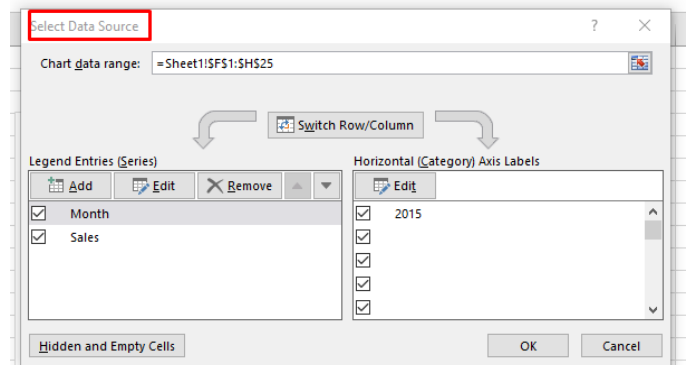 Select Data Source ? ×
Chart data range: =Sheet1!$F$1:$H$25
Switch Row/Column
Legend Entries (Series)
Add Edit Remove
Month
Sales
Horizontal (Category) Axis Labels
Edit
2015
Hidden and Empty Cells
OK Cancel